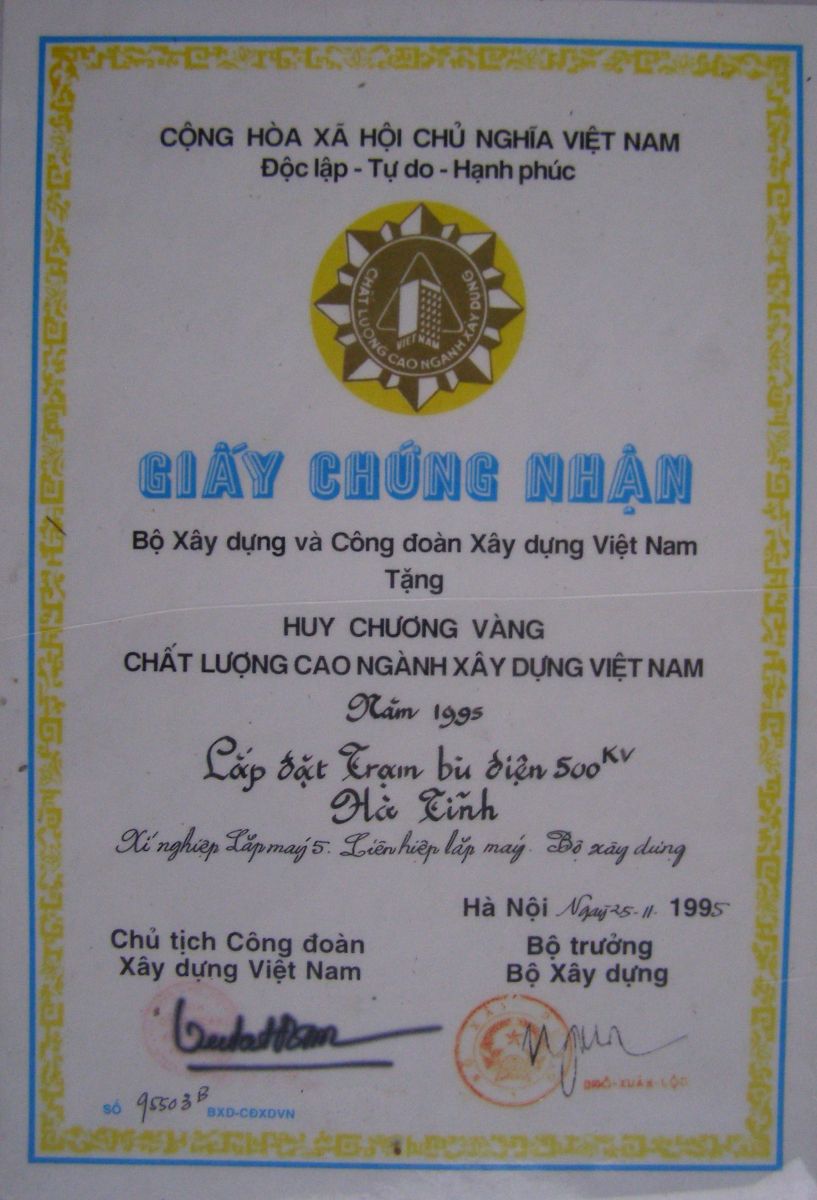 CỘNG HÒA XÃ HỘI CHỦ NGHĨA VIỆT NAM
Độc lập - Tự do - Hạnh phúc
CHẤT LƯỢNG CAO NGÀNH XÂY DỰNG
VIỆT NAM
GIẤY CHỨNG NHẬN
Bộ Xây dựng và Công đoàn Xây dựng Việt Nam
Tặng
HUY CHƯƠNG VÀNG
CHẤT LƯỢNG CAO NGÀNH XÂY DỰNG VIỆT NAM
Năm 1995
Lắp đặt Trạm bù điện 500KV
Hà Tĩnh
Xí nghiệp Lắp máy 5. Liên hiệp lắp máy. Bộ xây dựng
Hà Nội Ngày 25-11- 1995
Chủ tịch Công đoàn
Xây dựng Việt Nam
Bộ trưởng
Bộ Xây dựng
XUÂN-LỘC
SỐ 95503B BXD-CĐXDVN